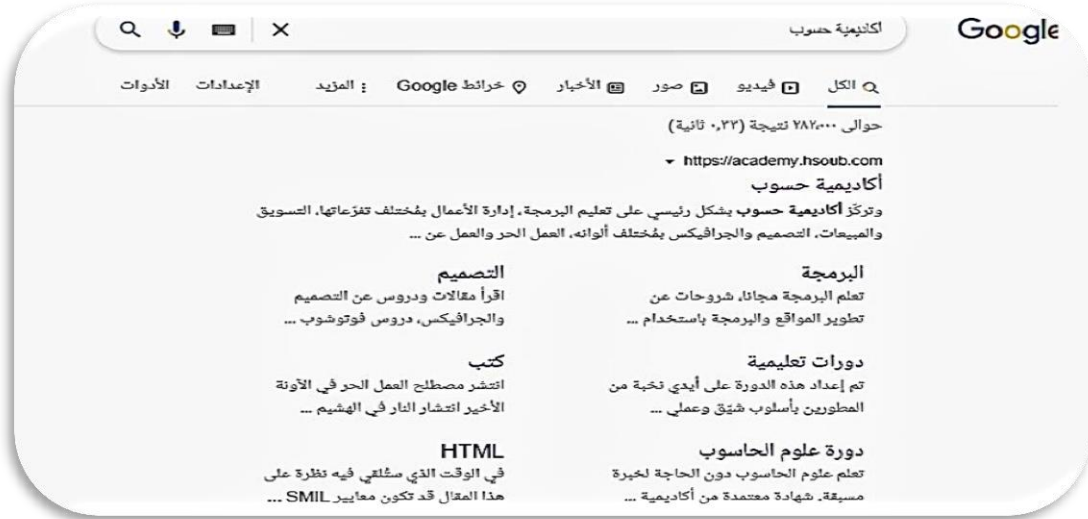 Google
أكاديمية حسوب
الكل فيديو صور الأخبار خرائط Google المزيد الإعدادات الأدوات
حوالى ٢٨٢,٠٠٠ نتيجة (٠,٣٣ ثانية)
https://academy.hsoub.com
أكاديمية حسوب
وتركّز أكاديمية حسوب بشكل رئيسي على تعليم البرمجة، إدارة الأعمال بمُختلف تفرّعاتها، التسويق
والمبيعات، التصميم والجرافيكس بمُختلف ألوانه، العمل الحر والعمل عن ...
البرمجة
تعلم البرمجة مجانا، شروحات عن
تطوير المواقع والبرمجة باستخدام ...
التصميم
اقرأ مقالات ودروس عن التصميم
والجرافيكس، دروس فوتوشوب ...
دورات تعليمية
تم إعداد هذه الدورة على أيدي نخبة من
المطورين بأسلوب شيّق وعملي ...
كتب
انتشر مصطلح العمل الحر في الآونة
الأخير انتشار النار في الهشيم ...
دورة علوم الحاسوب
تعلم علوم الحاسوب دون الحاجة لخبرة
مسبقة. شهادة معتمدة من أكاديمية ...
HTML
في الوقت الذي ستُلقي فيه نظرة على
هذا المقال قد تكون معايير SMIL ...